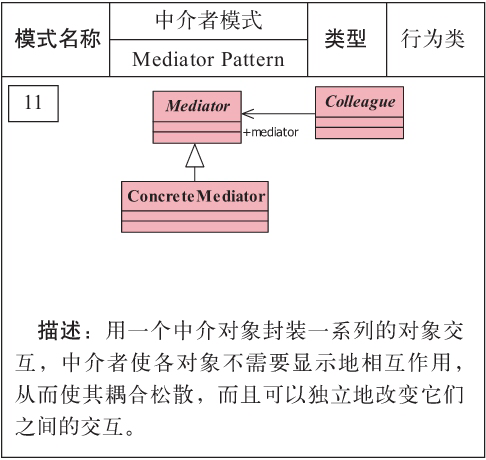 模式名称
中介者模式
Mediator Pattern
类型
行为类
11
Mediator
Colleague
+mediator
ConcreteMediator
描述：用一个中介对象封装一系列的对象交
互，中介者使各对象不需要显示地相互作用，
从而使其耦合松散，而且可以独立地改变它们
之间的交互。